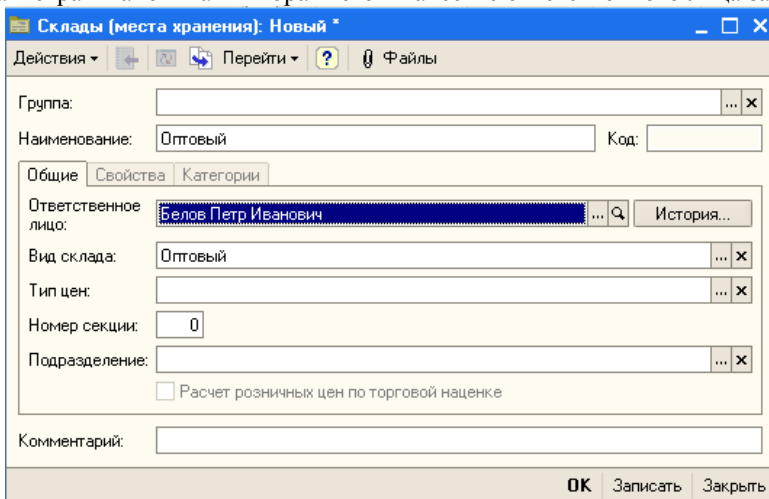 Склады (места хранения): Новый *
Действия Перейти ? Файлы
Группа: ... x
Наименование: Оптовый Код:
Общие Свойства Категории
Ответственное лицо: Белов Петр Иванович ... История...
Вид склада: Оптовый ... x
Тип цен: ... x
Номер секции: 0
Подразделение: ... x
Расчет розничных цен по торговой наценке
Комментарий:
OK Записать Закрыть